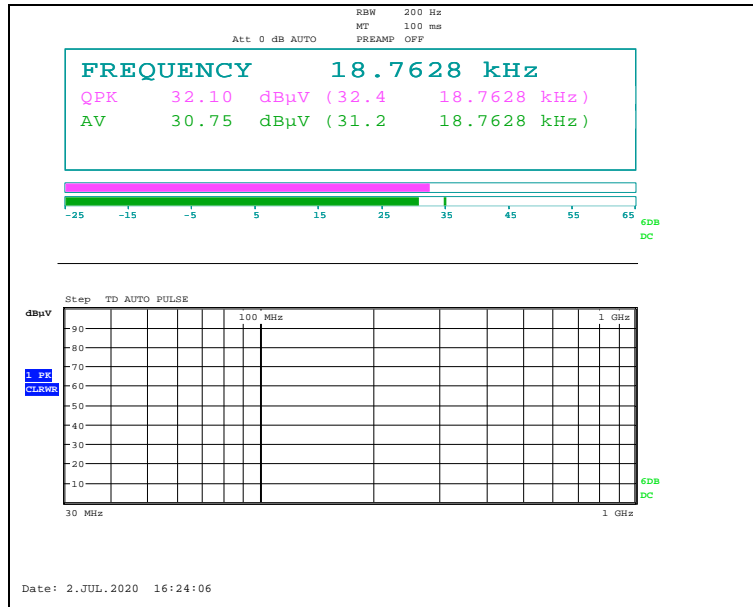 RBW 200 Hz
MT 100 ms
Att 0 dB AUTO PREAMP OFF
FREQUENCY 18.7628 kHz
QPK 32.10 dBµV (32.4 18.7628 kHz)
AV 30.75 dBµV (31.2 18.7628 kHz)
-25 -15 -5 5 15 25 35 45 55 65
6DB
DC
Step TD AUTO PULSE
dBµV
100 MHz 1 GHz
90
80
70
1 PK
60
CLRWR
50
40
30
20
10
6DB
DC
30 MHz 1 GHz
Date: 2.JUL.2020 16:24:06